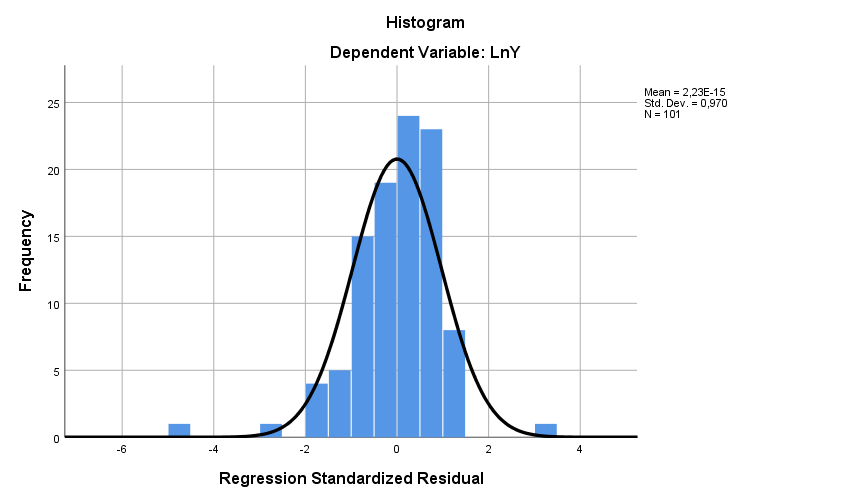 Histogram
Dependent Variable: LnY
Mean = 2,23E-15
Std. Dev. = 0,970
N = 101
Frequency
25
20
15
10
5
0
-6 -4 -2 0 2 4
Regression Standardized Residual